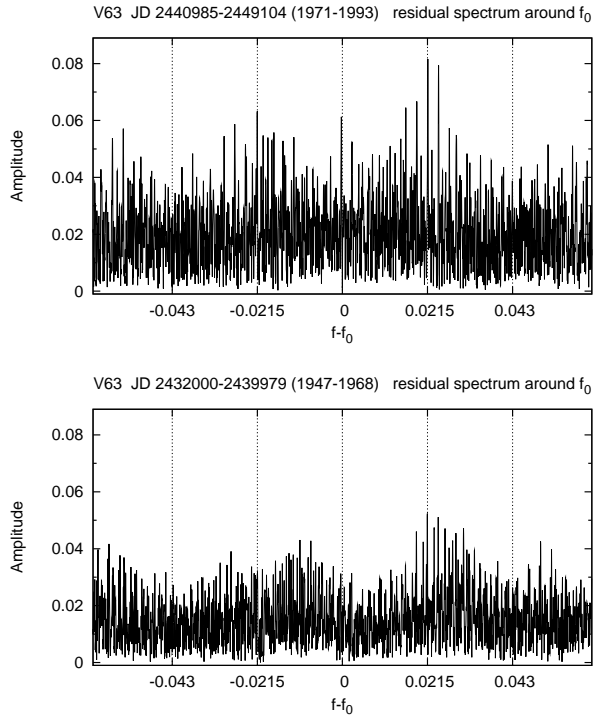 V63 JD 2440985-2449104 (1971-1993) residual spectrum around f0
0.08
0.06
0.04
0.02
0
Amplitude
-0.043 -0.0215 0 0.0215 0.043
f-f0
V63 JD 2432000-2439979 (1947-1968) residual spectrum around f0
0.08
0.06
0.04
0.02
0
Amplitude
-0.043 -0.0215 0 0.0215 0.043
f-f0